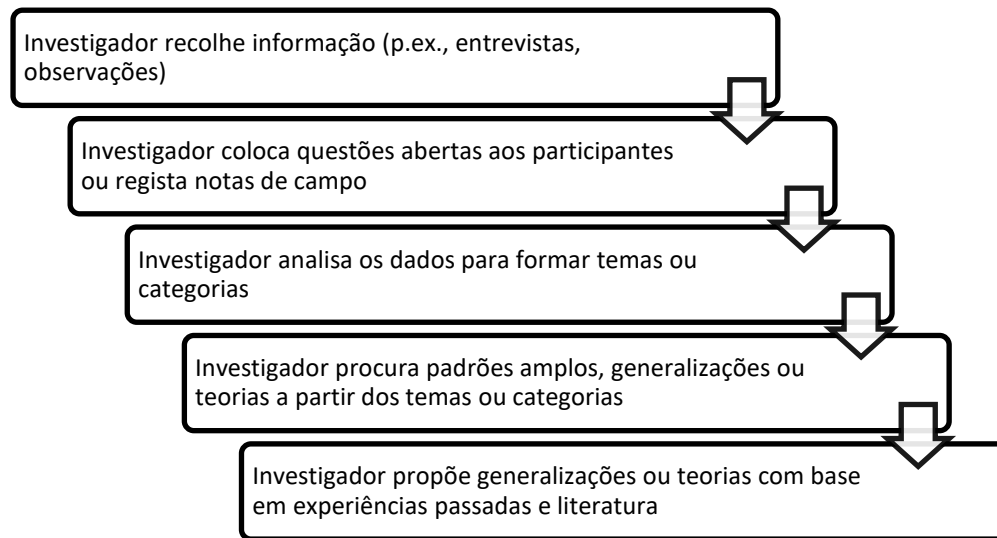 Investigador recolhe informação (p.ex., entrevistas,
observações)
Investigador coloca questões abertas aos participantes
ou regista notas de campo
Investigador analisa os dados para formar temas ou
categorias
Investigador procura padrões amplos, generalizações ou
teorias a partir dos temas ou categorias
Investigador propõe generalizações ou teorias com base
em experiências passadas e literatura